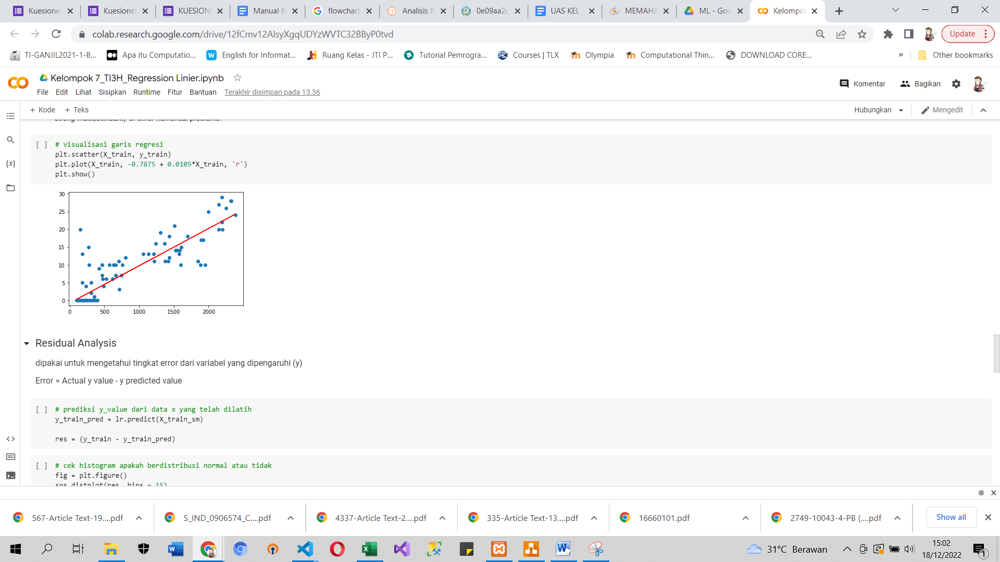 Kuesione
Kuesione
KUESION
Manual B
flowchart
Analisis R
0e09aa2c
UAS KEL
MEMAHA
ML - Goo
Kelompo
colab.research.google.com/drive/12fCmv12AIsyXgqUDYzWVTC32BByP0tvd
Update
TI-GANJIL2021-1-B...
Apa itu Computatio...
English for Informat...
Ruang Kelas - JTI P...
Tutorial Pemrogra...
Courses | TLX
Olympia
Computational Thin...
DOWNLOAD CORE...
»
Other bookmarks
Kelompok 7_TI3H_Regression Linier.ipynb
Komentar
Bagikan
File Edit Lihat Sisipkan Runtime Fitur Bantuan Terakhir disimpan pada 13.36
+ Kode + Teks
Hubungkan
Mengedit
strong multicollinearity or other numerical problems.
[ ] # visualisasi garis regresi
plt.scatter(X_train, y_train)
plt.plot(X_train, -0.7875 + 0.0105*X_train, 'r')
plt.show()
30
25
20
15
10
5
0
0 500 1000 1500 2000
Residual Analysis
dipakai untuk mengetahui tingkat error dari variabel yang dipengaruhi (y)
Error = Actual y value - y predicted value
[ ] # prediksi y_value dari data x yang telah dilatih
y_train_pred = lr.predict(X_train_sm)
res = (y_train - y_train_pred)
[ ] # cek histogram apakah berdistribusi normal atau tidak
fig = plt.figure()
sns.distplot(res, bins = 15)
567-Article Text-19....pdf
S_IND_0906574_C....pdf
4337-Article Text-2....pdf
335-Article Text-13....pdf
16660101.pdf
2749-10043-4-PB (....pdf
Show all
31°C Berawan
15:02
18/12/2022
1